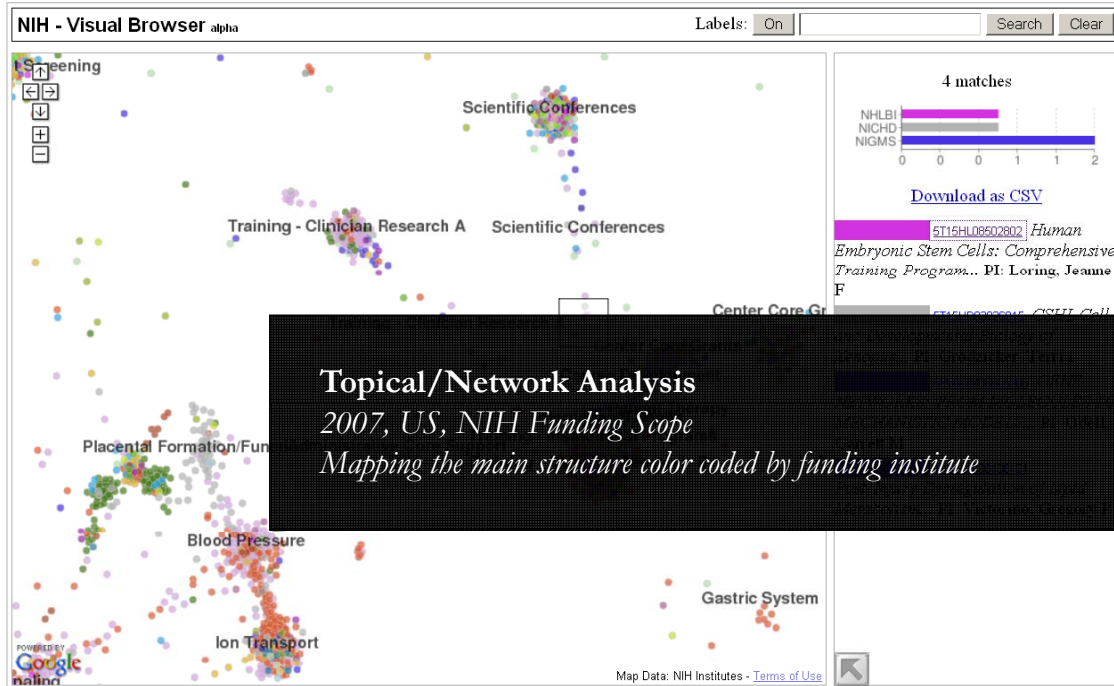 NIH - Visual Browser alpha
Labels: On Search Clear
t Screening
Scientific Conferences
Training - Clinician Research A
Scientific Conferences
Center Core Gr
Center Core Grants
Placental Formation/Fun
Blood Pressure
Gastric System
Ion Transport
naling
POWERED BY
Google
Map Data: NIH Institutes - Terms of Use
4 matches
NHLBI
NICHD
NIGMS
0 0 0 1 1 2
Download as CSV
5T15HL08502802 Human
Embryonic Stem Cells: Comprehensive
Training Program... PI: Loring, Jeanne
F
Topical/Network Analysis
2007, US, NIH Funding Scope
Mapping the main structure color coded by funding institute